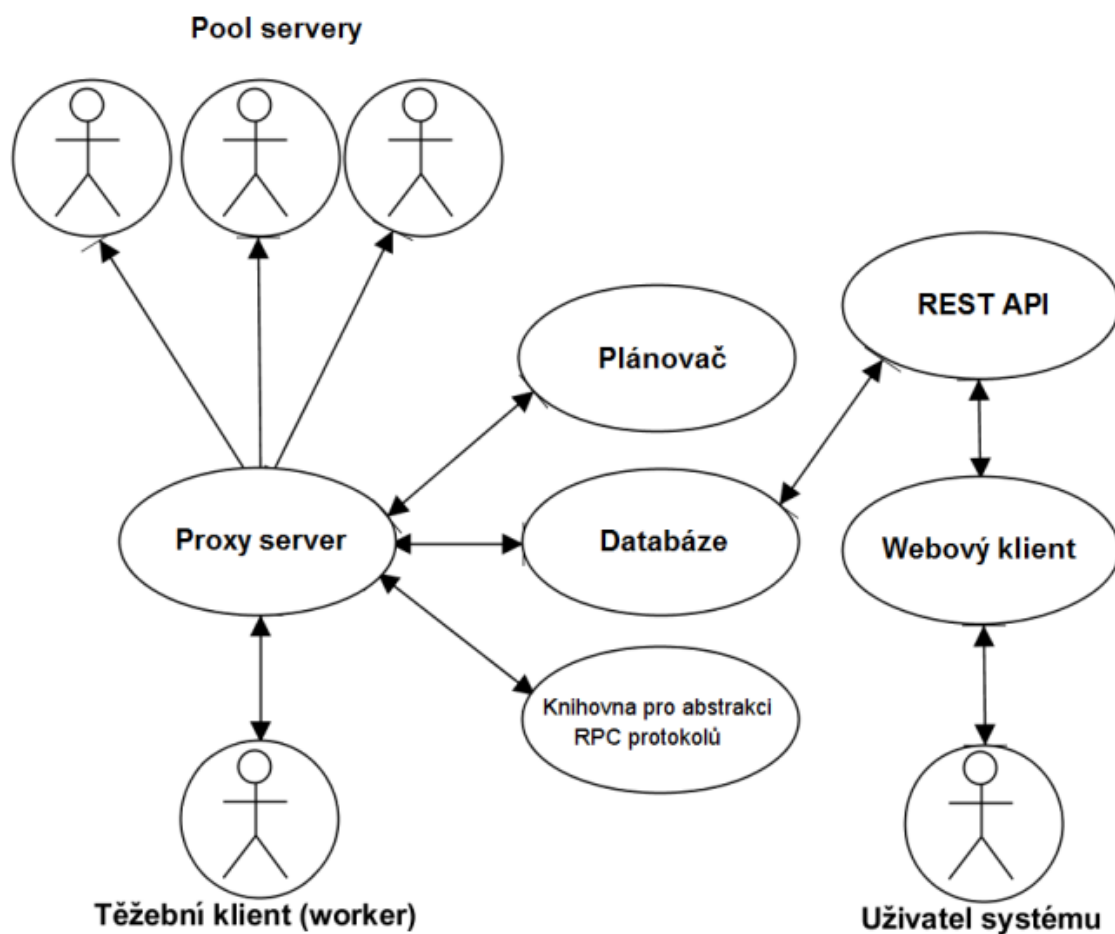 Pool servery
REST API
Plánovač
Proxy server
Databáze
Webový klient
Knihovna pro abstrakci
RPC protokolů
Těžební klient (worker)
Uživatel systému